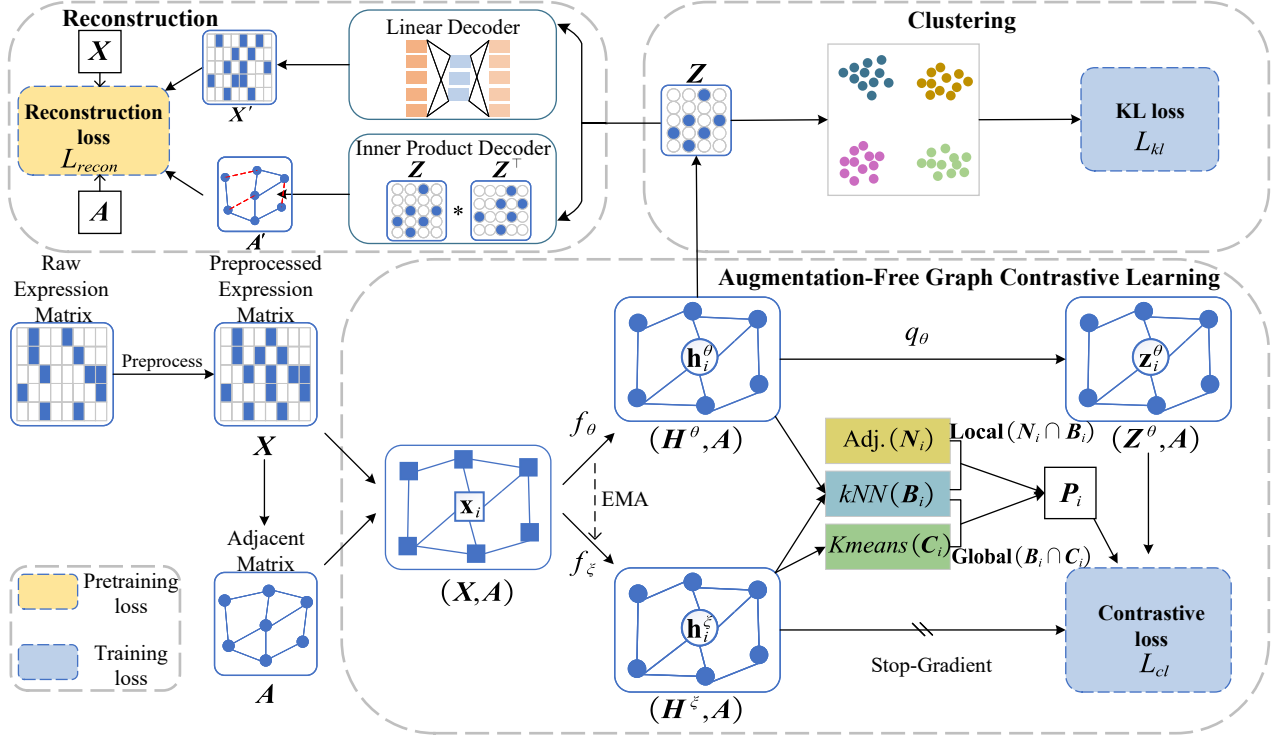 Reconstruction
X
Reconstruction
loss
L_recon
A
X′
A′
Linear Decoder
Inner Product Decoder
Z
Z^⊤
*
Z
Clustering
KL loss
L_kl
Raw
Expression
Matrix
Preprocess
Preprocessed
Expression
Matrix
X
Adjacent
Matrix
A
Pretraining
loss
Training
loss
Augmentation-Free Graph Contrastive Learning
x_i
(X, A)
f_θ
EMA
f_ξ
h_i^θ
(H^θ, A)
q_θ
z_i^θ
(Z^θ, A)
Adj.(N_i)
kNN(B_i)
Kmeans(C_i)
Local(N_i ∩ B_i)
Global(B_i ∩ C_i)
P_i
h_i^ξ
(H^ξ, A)
Stop-Gradient
Contrastive
loss
L_cl